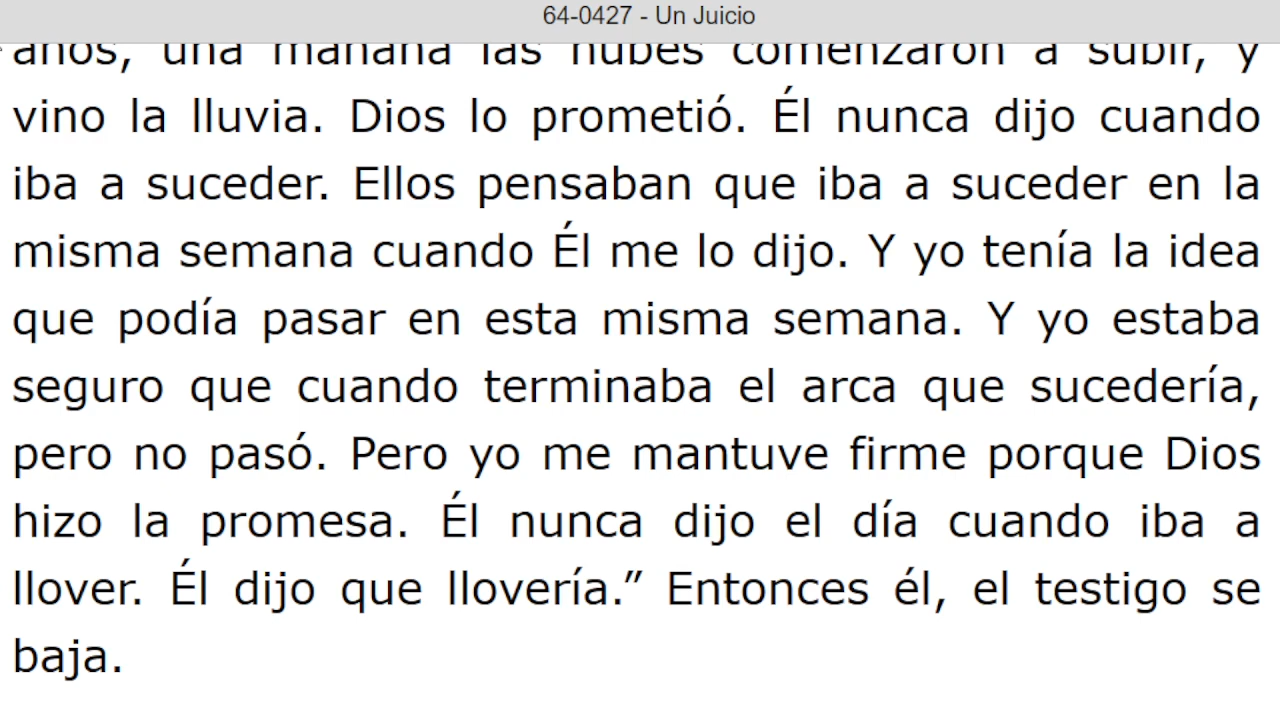 64-0427 - Un Juicio
años, una mañana las nubes comenzaron a subir, y
vino la lluvia. Dios lo prometió. Él nunca dijo cuando
iba a suceder. Ellos pensaban que iba a suceder en la
misma semana cuando Él me lo dijo. Y yo tenía la idea
que podía pasar en esta misma semana. Y yo estaba
seguro que cuando terminaba el arca que sucedería,
pero no pasó. Pero yo me mantuve firme porque Dios
hizo la promesa. Él nunca dijo el día cuando iba a
llover. Él dijo que llovería.” Entonces él, el testigo se
baja.